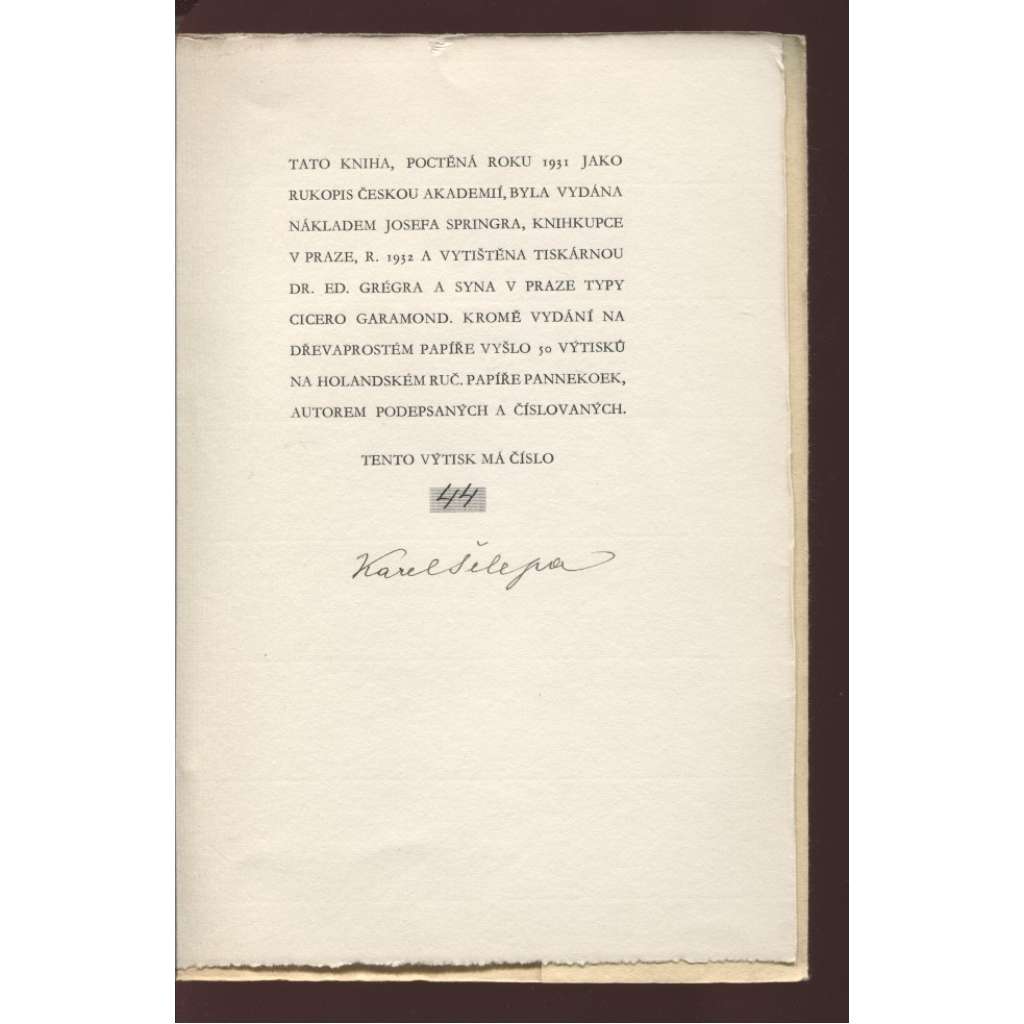 TATO KNIHA, POCTĚNÁ ROKU 1931 JAKO
RUKOPIS ČESKOU AKADEMIÍ, BYLA VYDÁNA
NÁKLADEM JOSEFA SPRINGRA, KNIHKUPCE
V PRAZE, R. 1932 A VYTIŠTĚNA TISKÁRNOU
DR. ED. GRÉGRA A SYNA V PRAZE TYPY
CICERO GARAMOND. KROMĚ VYDÁNÍ NA
DŘEVAPROSTÉM PAPÍŘE VYŠLO 50 VÝTISKŮ
NA HOLANDSKÉM RUČ. PAPÍŘE PANNEKOEK,
AUTOREM PODEPSANÝCH A ČÍSLOVANÝCH.
TENTO VÝTISK MÁ ČÍSLO
44
Karel Šelepa